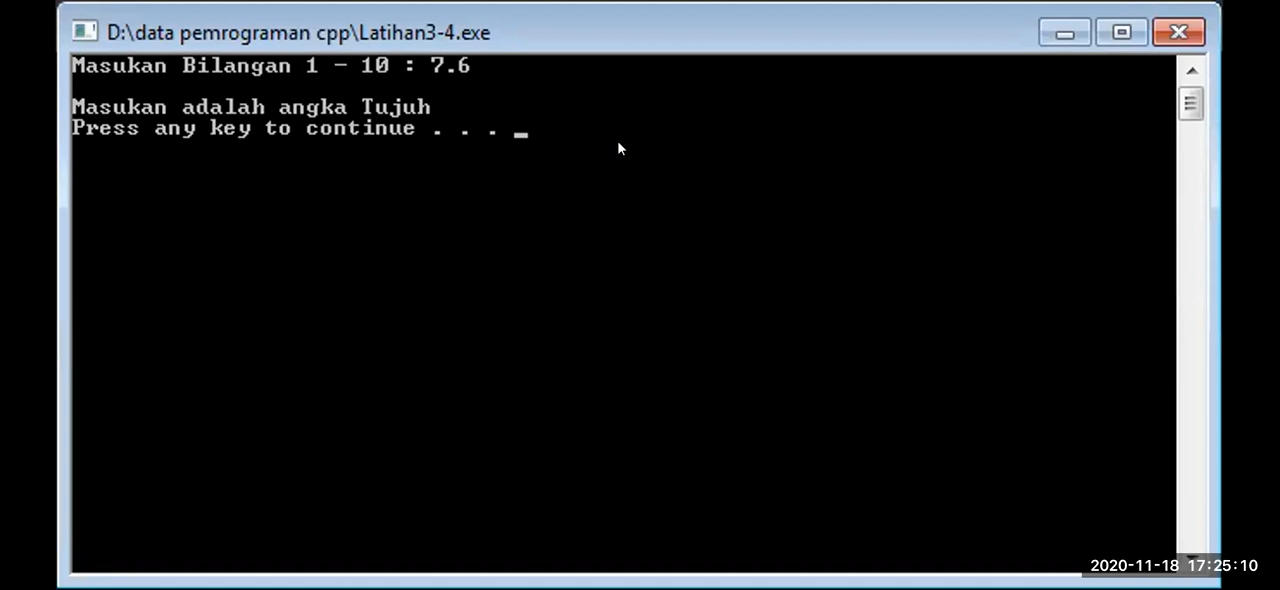 D:\data pemrograman cpp\Latihan3-4.exe
Masukan Bilangan 1 - 10 : 7.6
Masukan adalah angka Tujuh
Press any key to continue . . . _
2020-11-18 17:25:10